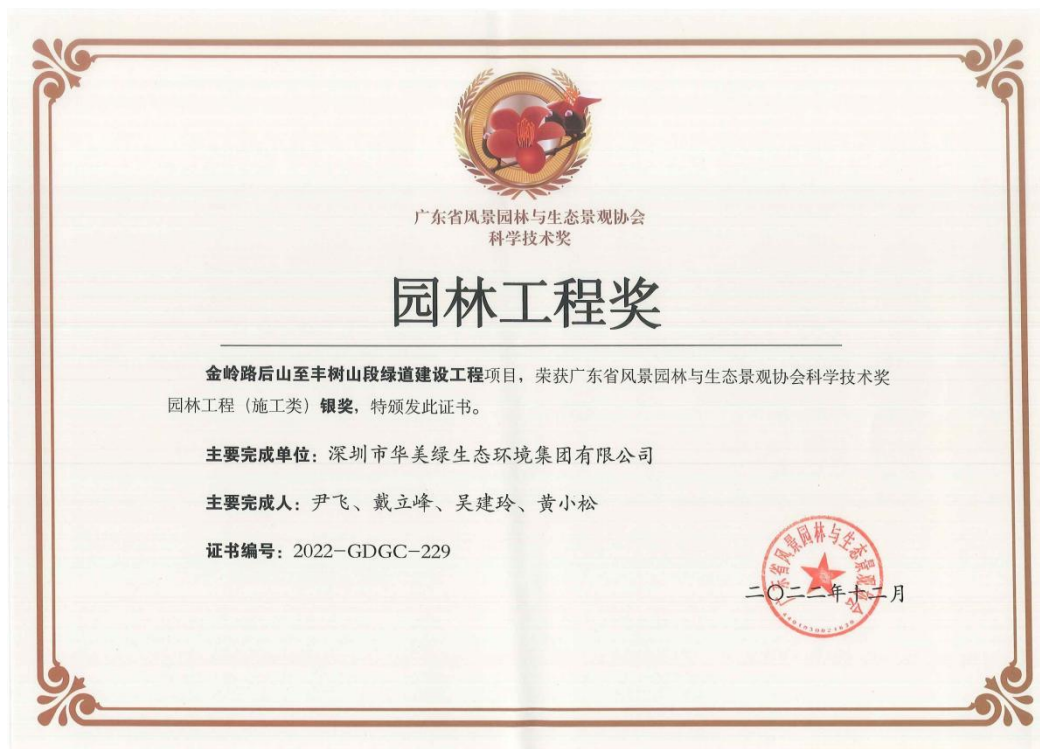 广东省风景园林与生态景观协会
科学技术奖
园林工程奖
金岭路后山至丰树山段绿道建设工程项目，荣获广东省风景园林与生态景观协会科学技术奖
园林工程（施工类）银奖，特颁发此证书。
主要完成单位：深圳市华美绿生态环境集团有限公司
主要完成人：尹飞、戴立峰、吴建玲、黄小松
证书编号：2022-GDGC-229
广东省风景园林与生态景观协会
二〇二二年十二月